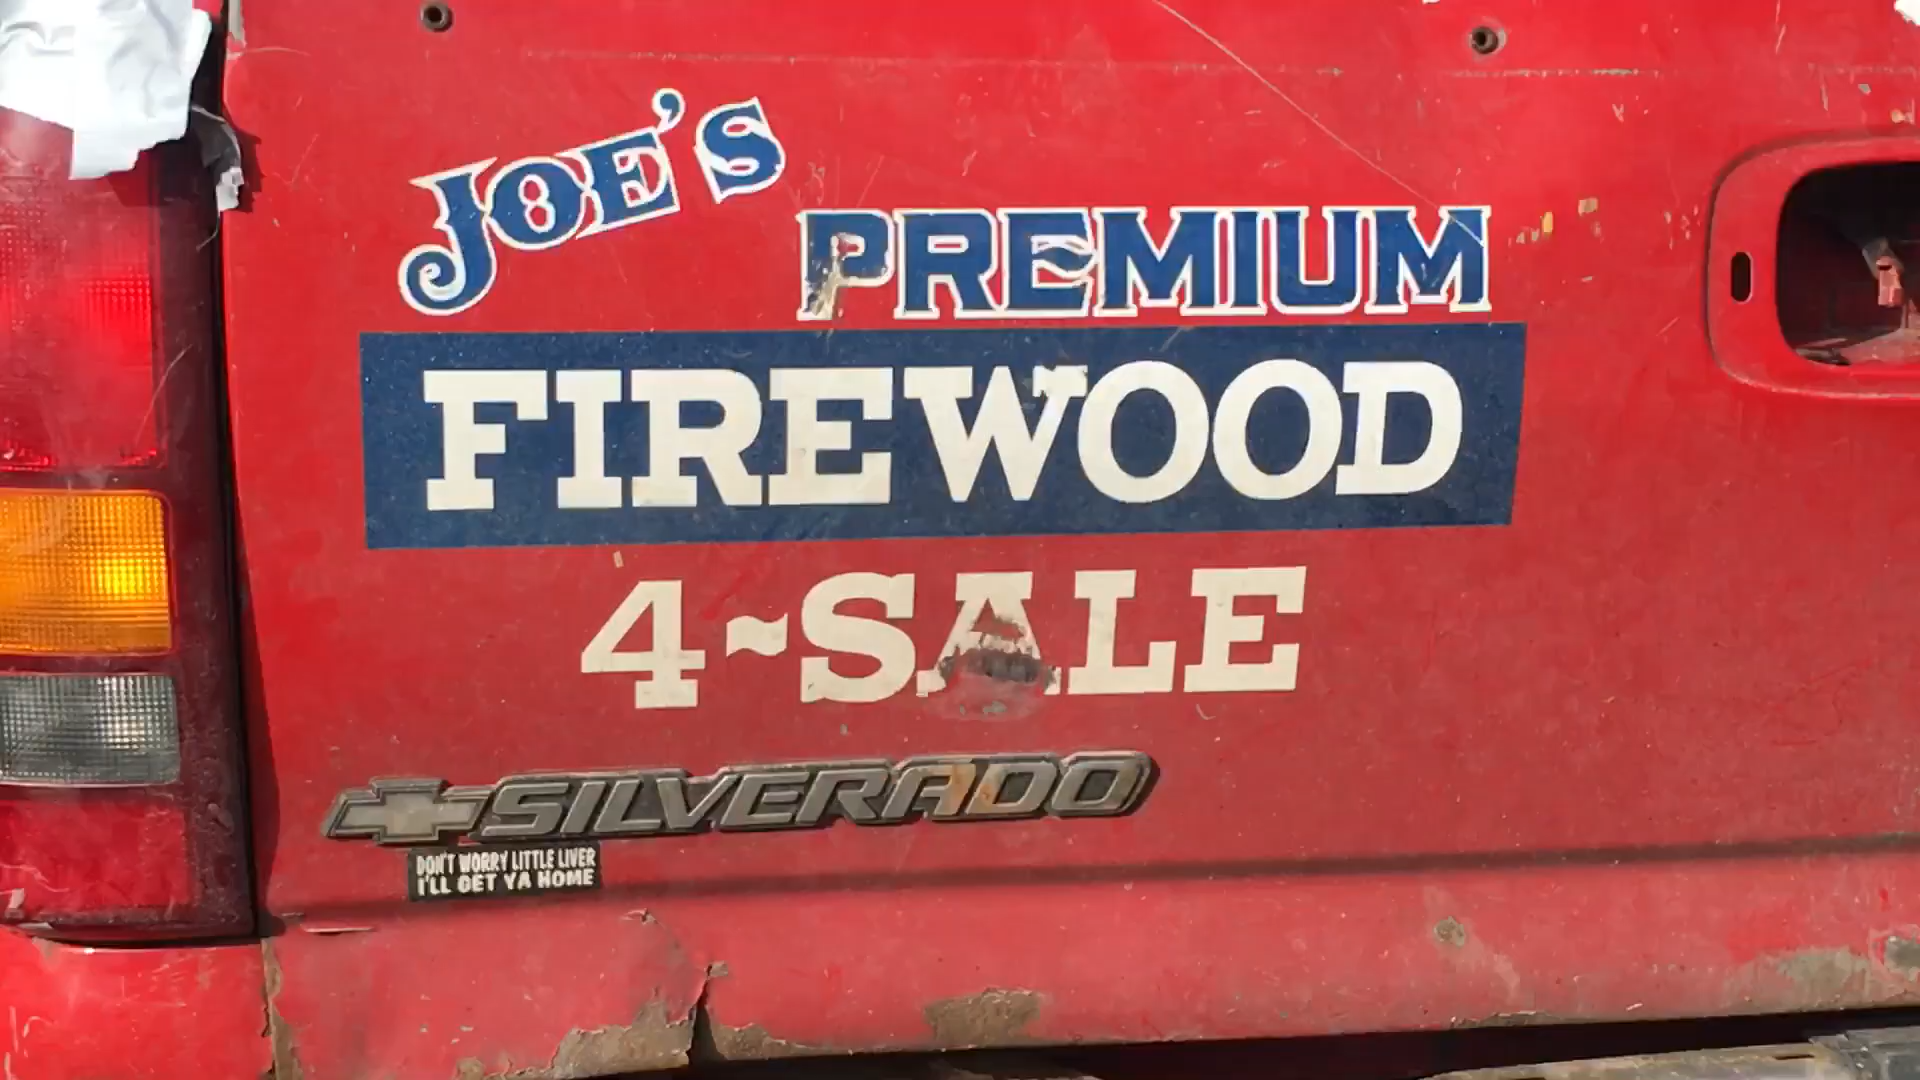 JOE'S
PREMIUM
FIREWOOD
4~SALE
SILVERADO
DON'T WORRY LITTLE LIVER
I'LL GET YA HOME